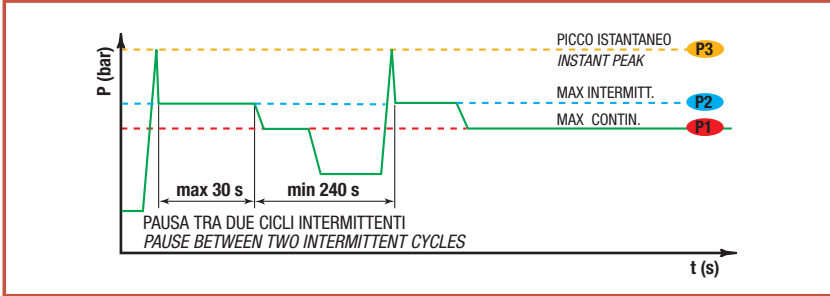 P (bar)
PICCO ISTANTANEO
INSTANT PEAK
P3
MAX INTERMITT.
P2
MAX CONTIN.
P1
max 30 s
min 240 s
PAUSA TRA DUE CICLI INTERMITTENTI
PAUSE BETWEEN TWO INTERMITTENT CYCLES
t (s)